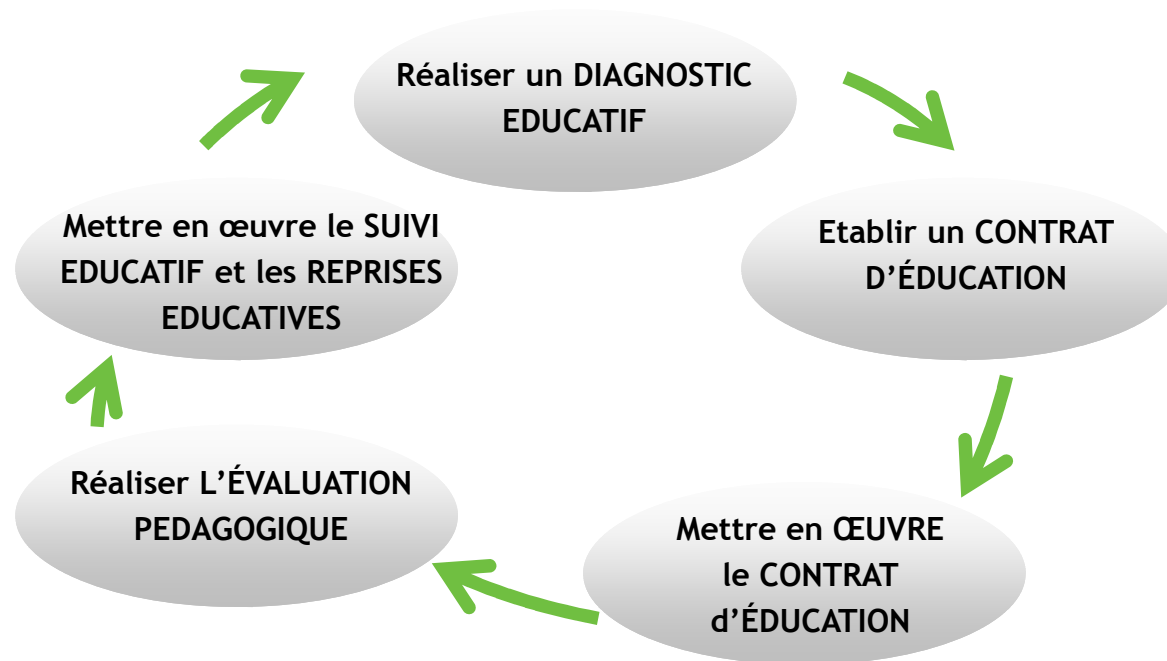 Réaliser un DIAGNOSTIC
EDUCATIF
Etablir un CONTRAT
D’ÉDUCATION
Mettre en ŒUVRE
le CONTRAT
d’ÉDUCATION
Réaliser L’ÉVALUATION
PEDAGOGIQUE
Mettre en œuvre le SUIVI
EDUCATIF et les REPRISES
EDUCATIVES